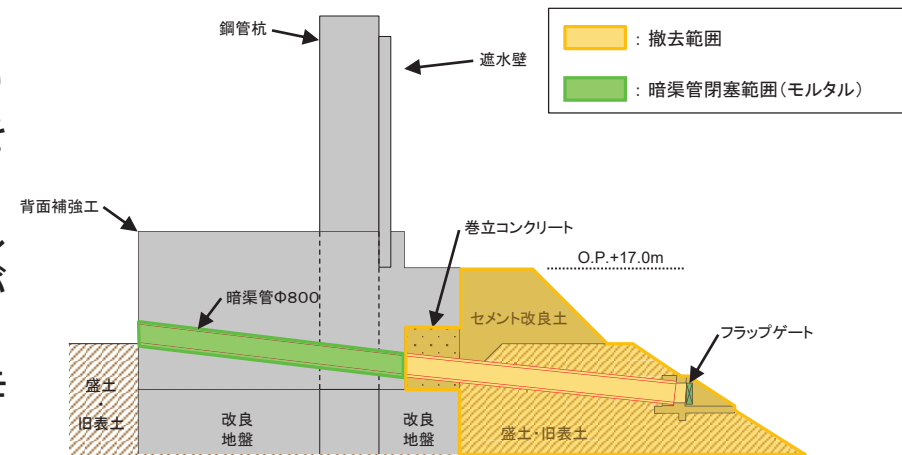 鋼管杭
遮水壁
：撤去範囲
：暗渠管閉塞範囲（モルタル）
背面補強工
巻立コンクリート
O.P.+17.0m
暗渠管Φ800
セメント改良土
フラップゲート
盛土
・
旧表土
改良
地盤
改良
地盤
盛土・旧表土